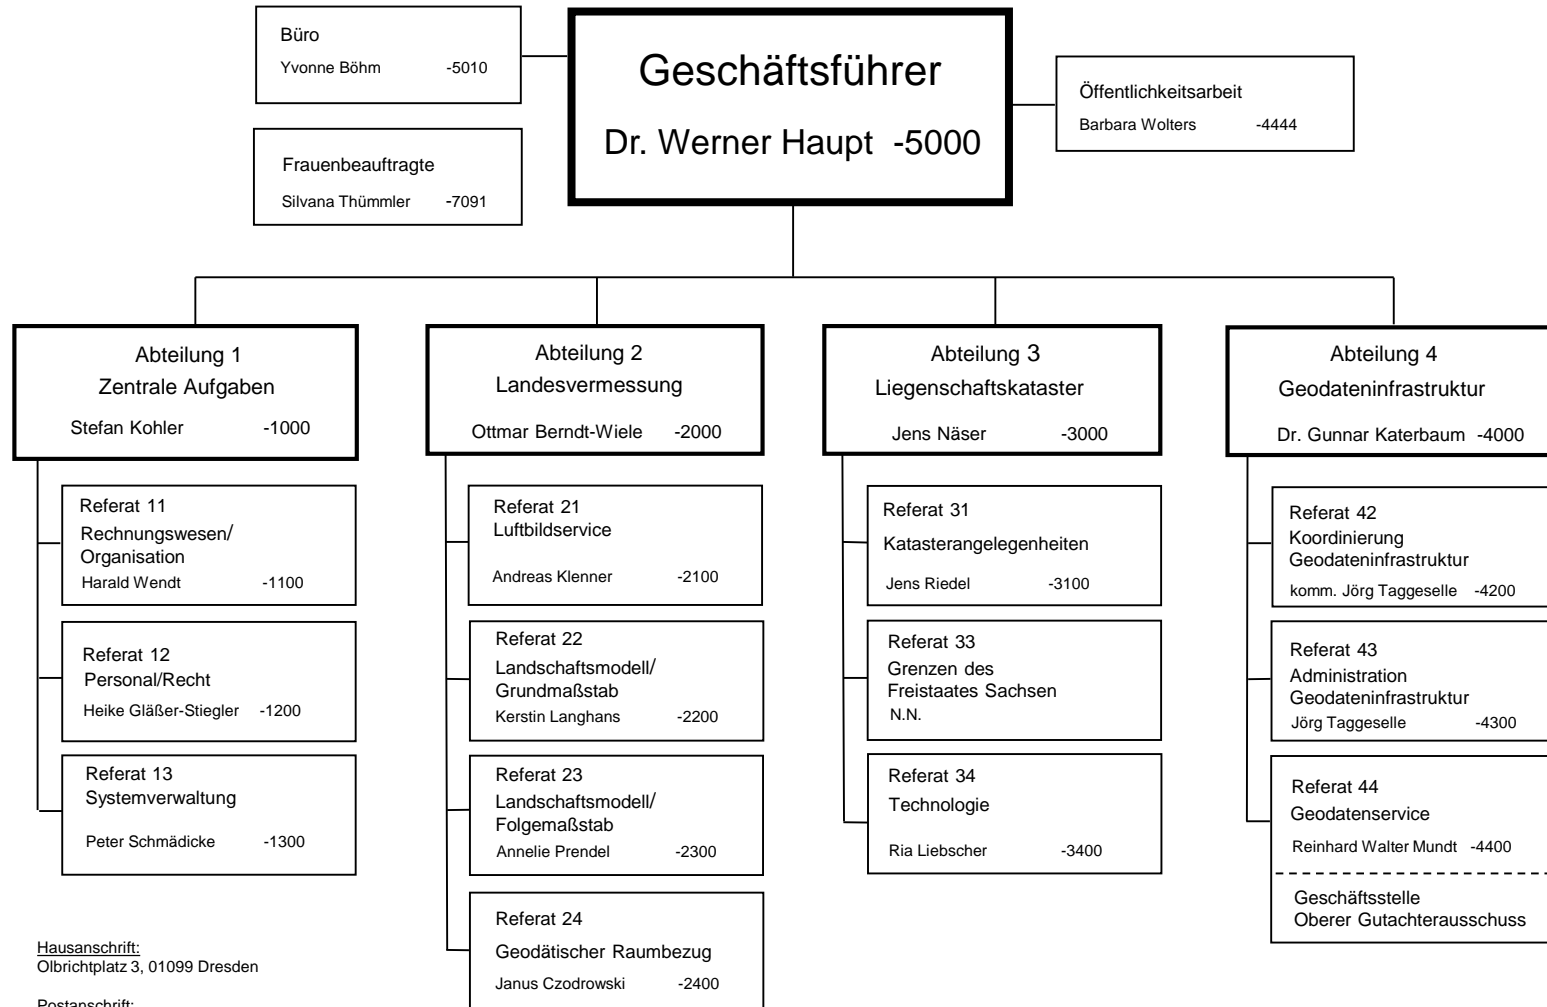 Büro
Yvonne Böhm -5010
Frauenbeauftragte
Silvana Thümmler -7091
Geschäftsführer
Dr. Werner Haupt -5000
Öffentlichkeitsarbeit
Barbara Wolters -4444
Abteilung 1
Zentrale Aufgaben
Stefan Kohler -1000
Referat 11
Rechnungswesen/
Organisation
Harald Wendt -1100
Referat 12
Personal/Recht
Heike Gläßer-Stiegler -1200
Referat 13
Systemverwaltung
Peter Schmädicke -1300
Abteilung 2
Landesvermessung
Ottmar Berndt-Wiele -2000
Referat 21
Luftbildservice
Andreas Klenner -2100
Referat 22
Landschaftsmodell/
Grundmaßstab
Kerstin Langhans -2200
Referat 23
Landschaftsmodell/
Folgemaßstab
Annelie Prendel -2300
Referat 24
Geodätischer Raumbezug
Janus Czodrowski -2400
Abteilung 3
Liegenschaftskataster
Jens Näser -3000
Referat 31
Katasterangelegenheiten
Jens Riedel -3100
Referat 33
Grenzen des
Freistaates Sachsen
N.N.
Referat 34
Technologie
Ria Liebscher -3400
Abteilung 4
Geodateninfrastruktur
Dr. Gunnar Katerbaum -4000
Referat 42
Koordinierung
Geodateninfrastruktur
komm. Jörg Taggeselle -4200
Referat 43
Administration
Geodateninfrastruktur
Jörg Taggeselle -4300
Referat 44
Geodatenservice
Reinhard Walter Mundt -4400
Geschäftsstelle
Oberer Gutachterausschuss
Hausanschrift:
Olbrichtplatz 3, 01099 Dresden
Postanschrift: